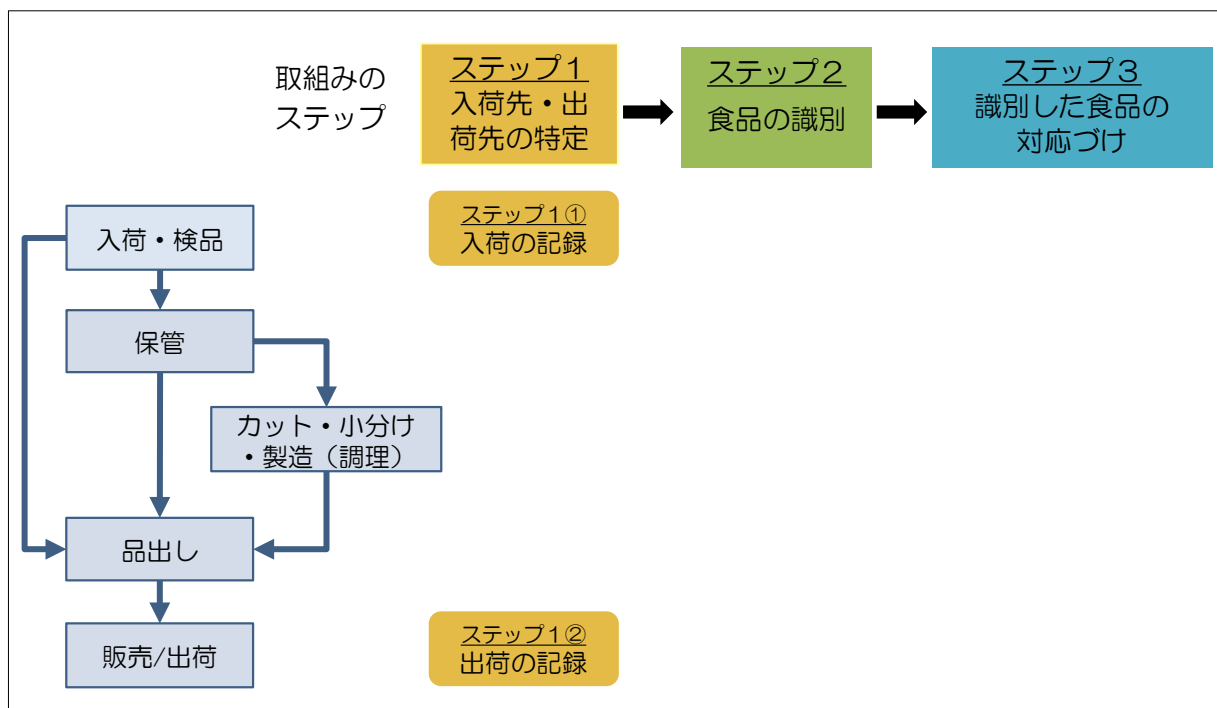 取組みの
ステップ
ステップ１
入荷先・出
荷先の特定
ステップ２
食品の識別
ステップ３
識別した食品の
対応づけ
ステップ１①
入荷の記録
入荷・検品
保管
カット・小分け
・製造（調理）
品出し
販売/出荷
ステップ１②
出荷の記録